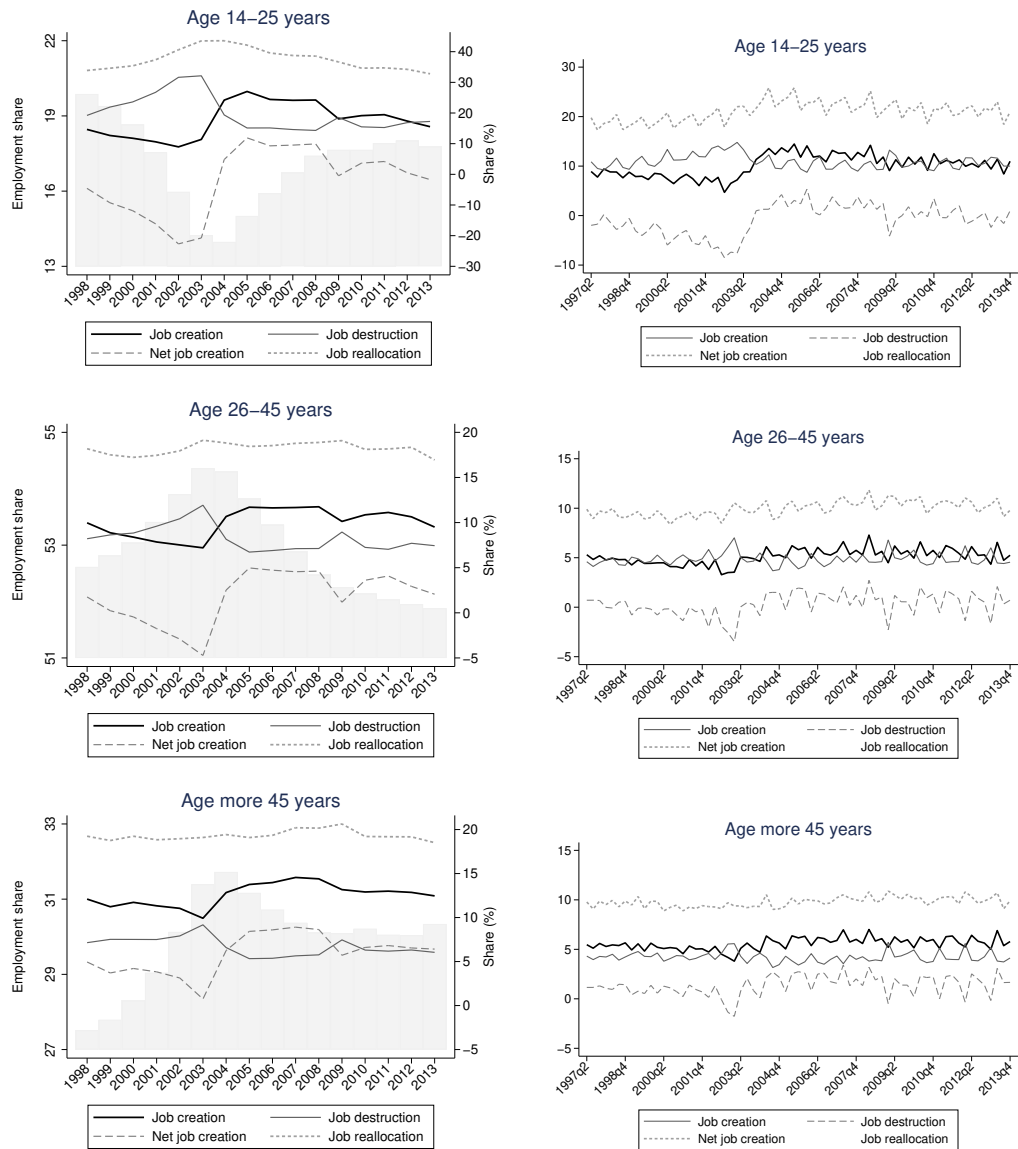 Age 14–25 years
Employment share
22
19
16
13
40
30
20
10
0
−10
−20
−30
Share (%)
1998
1999
2000
2001
2002
2003
2004
2005
2006
2007
2008
2009
2010
2011
2012
2013
Job creation
Job destruction
Net job creation
Job reallocation
Age 14–25 years
30
20
10
0
−10
1997q2
1998q4
2000q2
2001q4
2003q2
2004q4
2006q2
2007q4
2009q2
2010q4
2012q2
2013q4
Job creation
Job destruction
Net job creation
Job reallocation
Age 26–45 years
Employment share
55
53
51
20
15
10
5
0
−5
Share (%)
1998
1999
2000
2001
2002
2003
2004
2005
2006
2007
2008
2009
2010
2011
2012
2013
Job creation
Job destruction
Net job creation
Job reallocation
Age 26–45 years
15
10
5
0
−5
1997q2
1998q4
2000q2
2001q4
2003q2
2004q4
2006q2
2007q4
2009q2
2010q4
2012q2
2013q4
Job creation
Job destruction
Net job creation
Job reallocation
Age more 45 years
Employment share
33
31
29
27
20
15
10
5
0
−5
Share (%)
1998
1999
2000
2001
2002
2003
2004
2005
2006
2007
2008
2009
2010
2011
2012
2013
Job creation
Job destruction
Net job creation
Job reallocation
Age more 45 years
15
10
5
0
−5
1997q2
1998q4
2000q2
2001q4
2003q2
2004q4
2006q2
2007q4
2009q2
2010q4
2012q2
2013q4
Job creation
Job destruction
Net job creation
Job reallocation